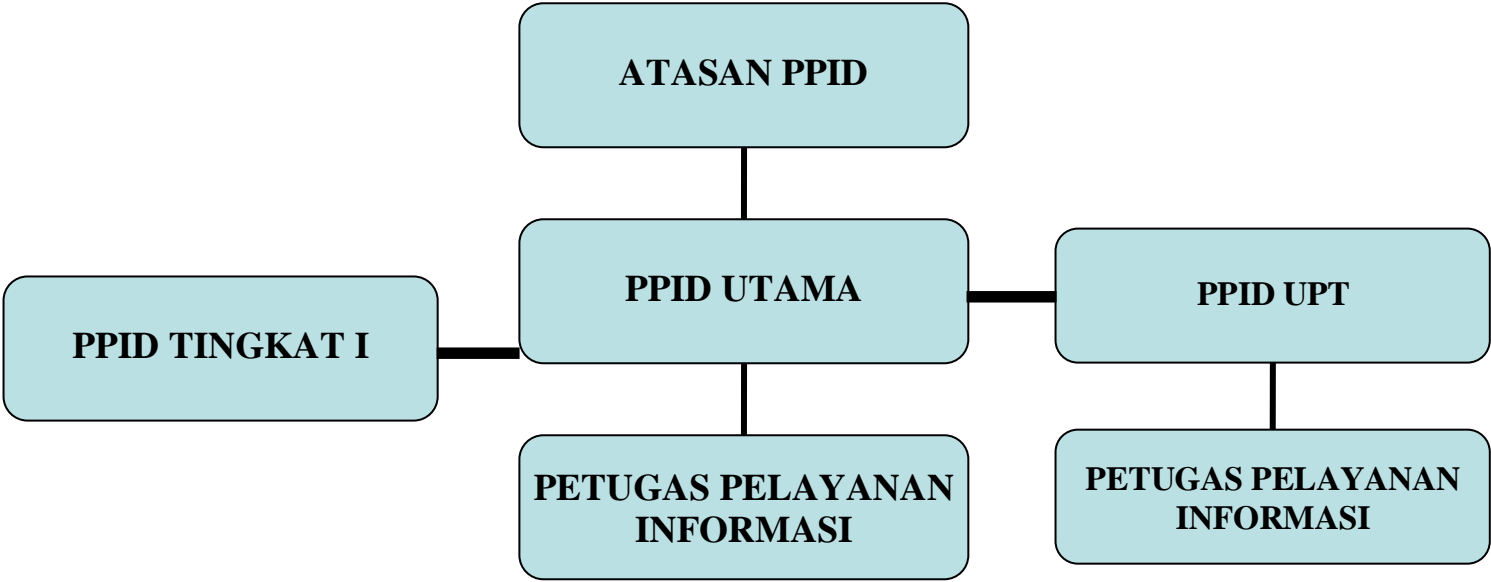 ATASAN PPID
PPID UTAMA
PPID UPT
PPID TINGKAT I
PETUGAS PELAYANAN
INFORMASI
PETUGAS PELAYANAN
INFORMASI